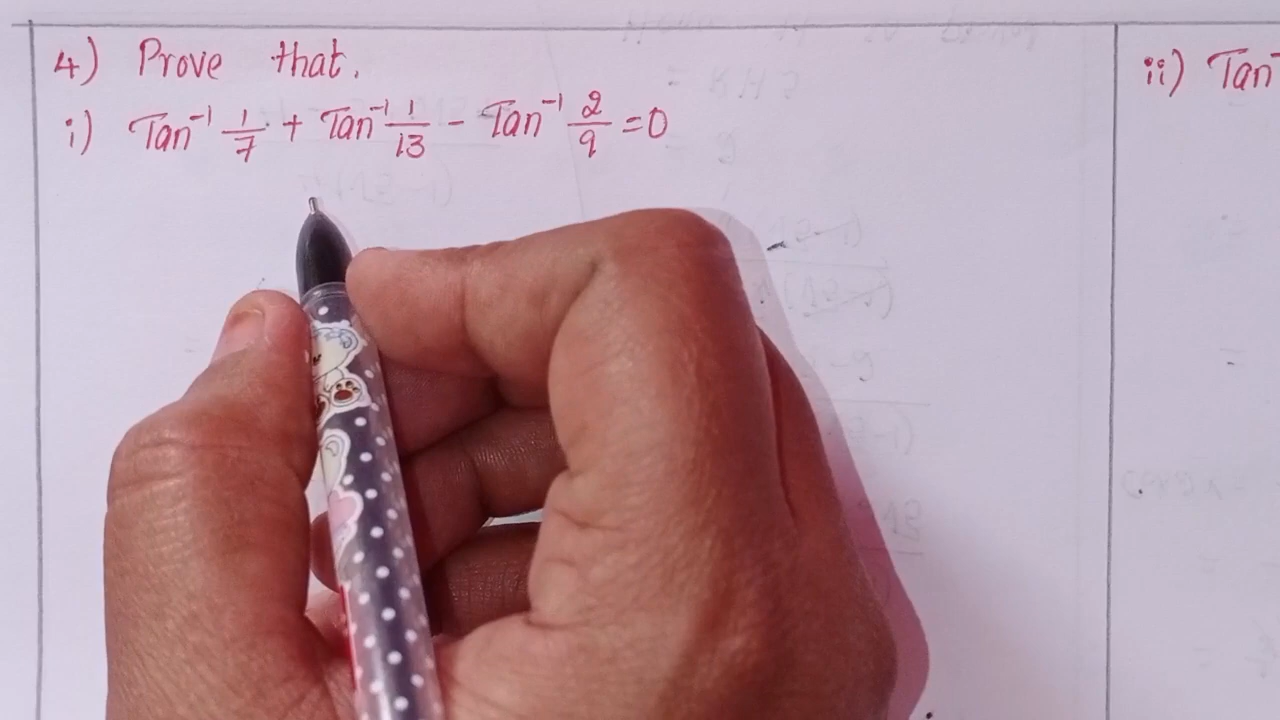 4) Prove that.
i) Tan⁻¹ 1/7 + Tan⁻¹ 1/13 - Tan⁻¹ 2/9 = 0
ii) Tan⁻